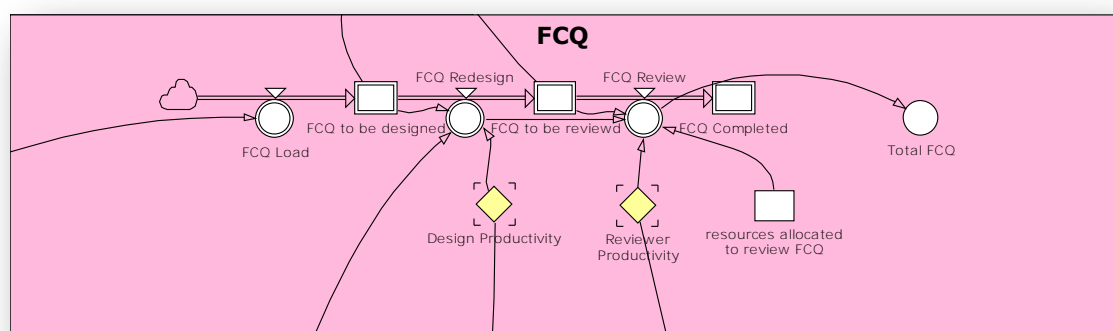 FCQ
FCQ Redesign
FCQ Review
FCQ to be designed
FCQ to be reviewd
FCQ Completed
FCQ Load
Total FCQ
Design Productivity
Reviewer
Productivity
resources allocated
to review FCQ